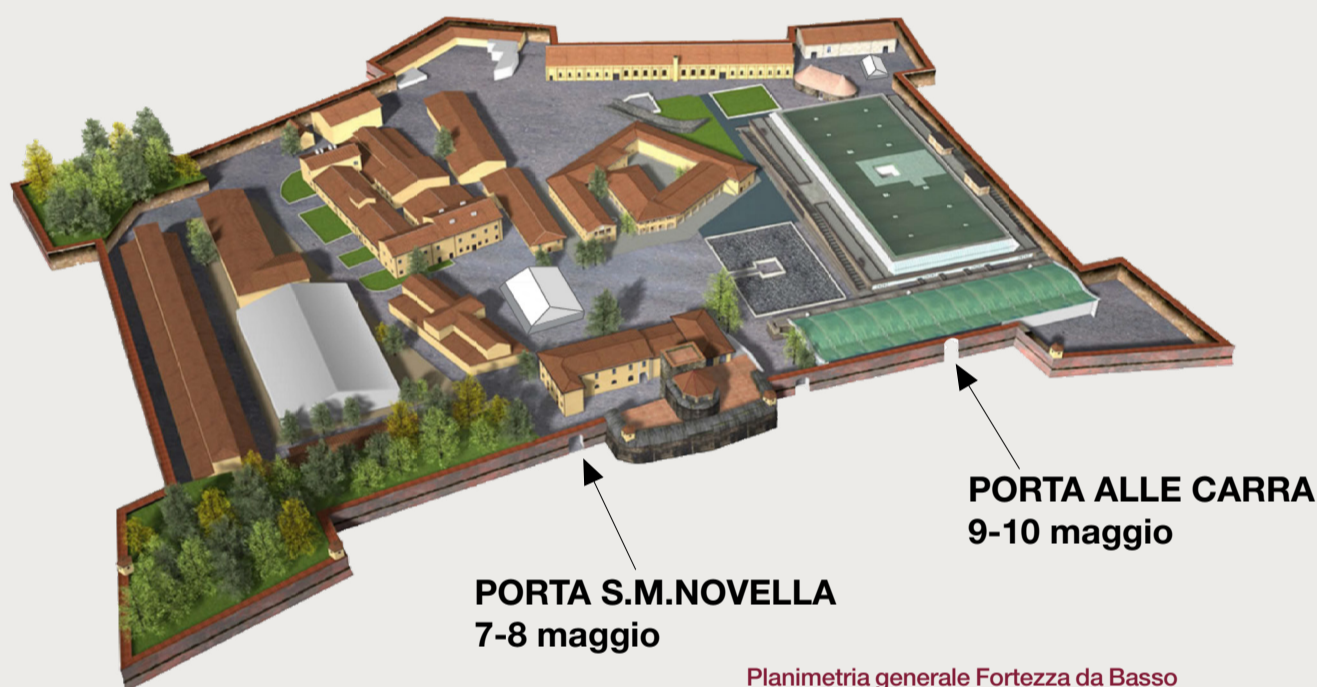 PORTA ALLE CARRA
9-10 maggio
PORTA S.M.NOVELLA
7-8 maggio
Planimetria generale Fortezza da Basso